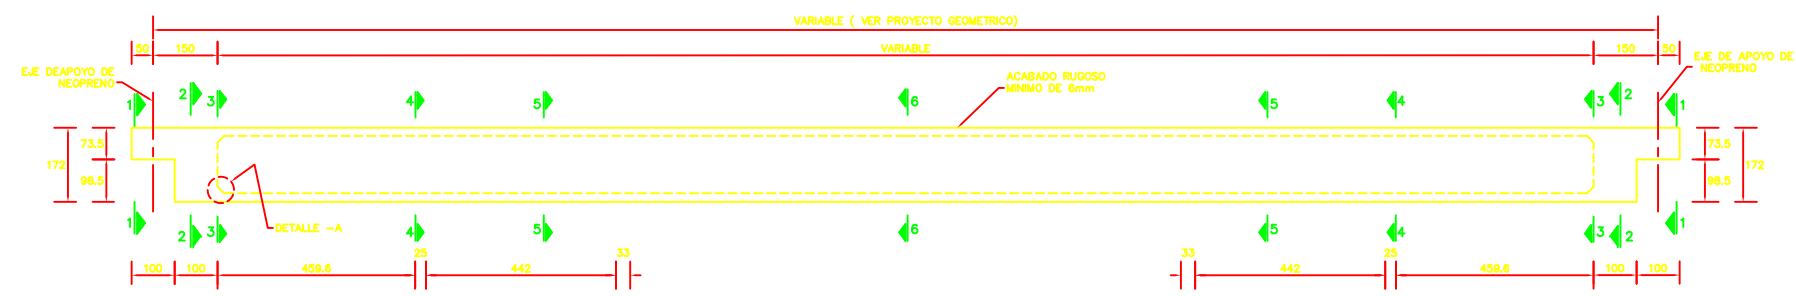 VARIABLE ( VER PROYECTO GEOMETRICO)
50 150 VARIABLE 150 50
EJE DEAPOYO DE
NEOPRENO
ACABADO RUGOSO
MINIMO DE 6mm
EJE DE APOYO DE
NEOPRENO
1 2 3 4 5 6 5 4 3 2 1
73.5 73.5
172 172
98.5 98.5
1 2 3 4 5 6 5 4 3 2 1
DETALLE -A
25 33 33 25
100 100 459.6 442 442 459.6 100 100